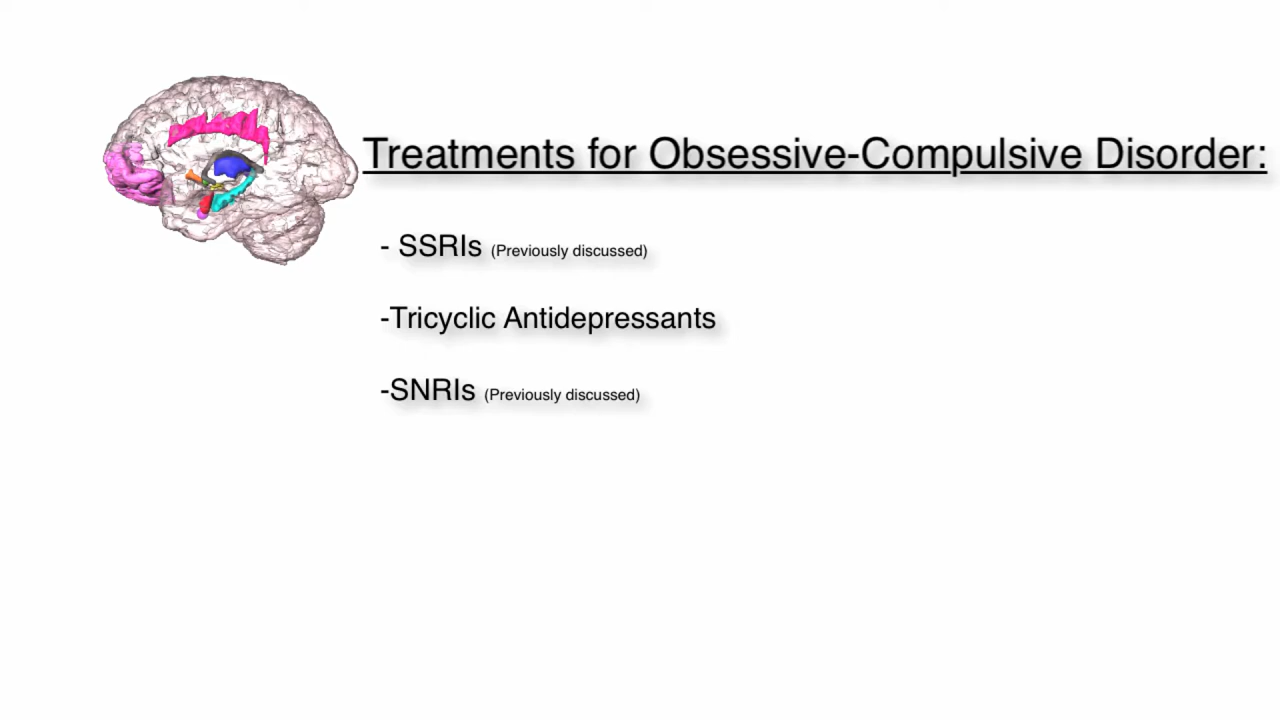 Treatments for Obsessive-Compulsive Disorder:
- SSRIs (Previously discussed)
-Tricyclic Antidepressants
-SNRIs (Previously discussed)